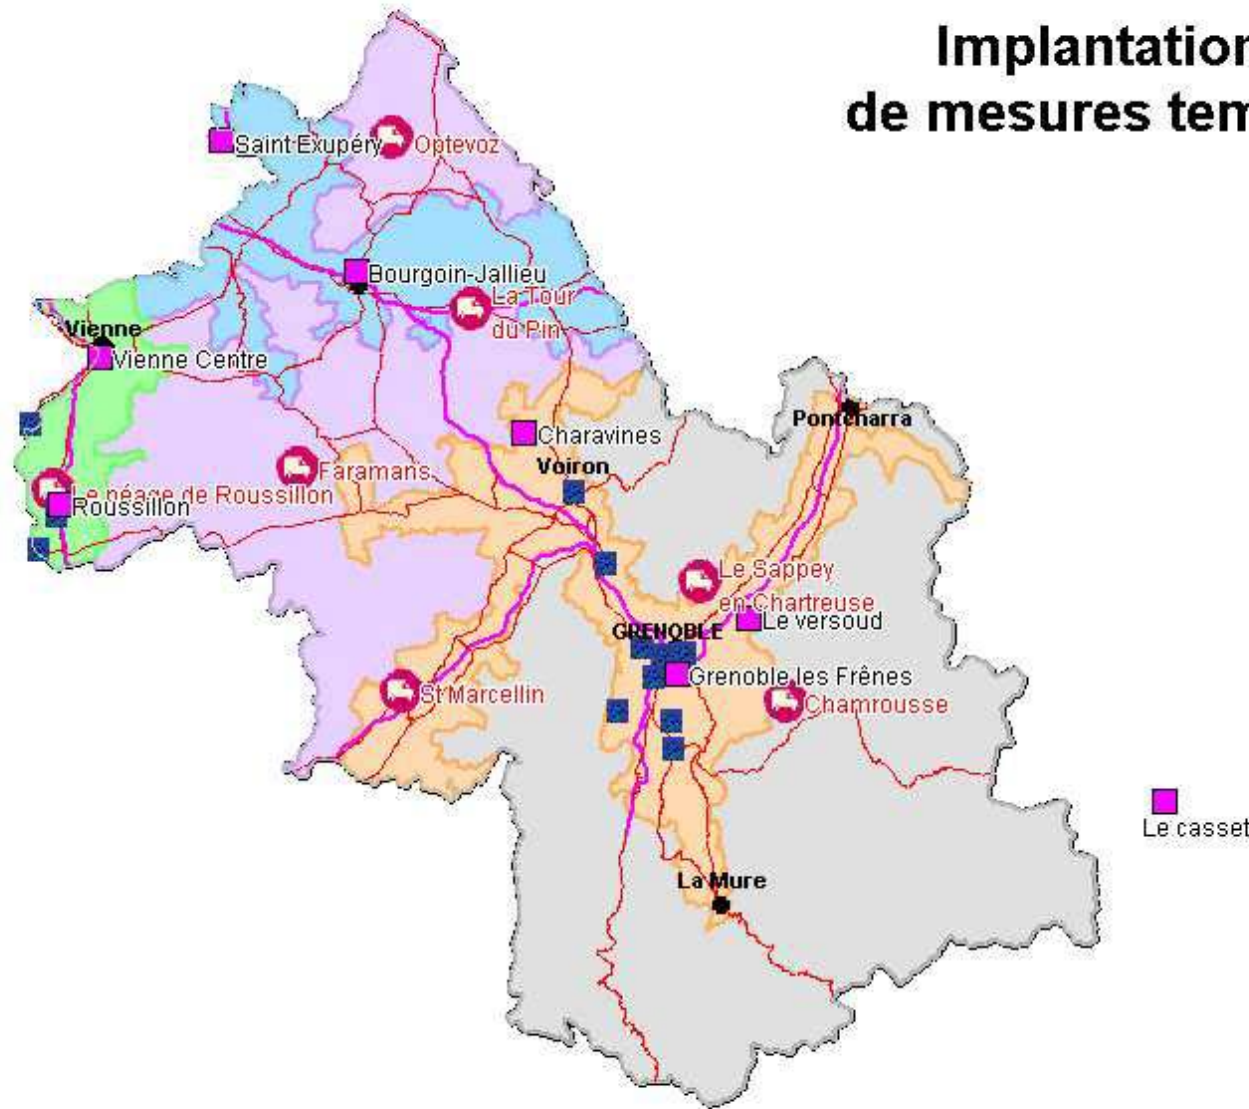 Implantation
de mesures tem
Saint Exupéry
Optevoz
Bourgoin-Jallieu
La Tour
du Pin
Vienne
Vienne Centre
Pontcharra
Charavines
Voiron
Faramans
Le péage de Roussillon
Roussillon
Le Sappey
en Chartreuse
Le versoud
GRENOBLE
Grenoble les Frênes
St Marcellin
Chamrousse
Le casset
La Mure